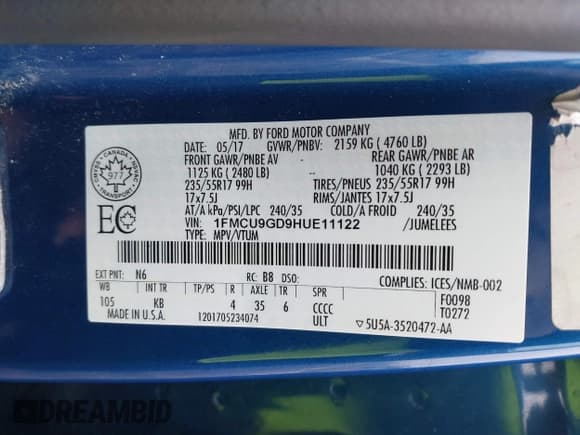 MFD. BY FORD MOTOR COMPANY
DATE: 05/17 GVWR/PNBV: 2159 KG ( 4760 LB)
FRONT GAWR/PNBE AV REAR GAWR/PNBE AR
1125 KG ( 2480 LB) -- 1040 KG ( 2293 LB)
235/55R17 99H TIRES/PNEUS 235/55R17 99H
17x7.5J RIMS/JANTES 17x7.5J
AT/A kPa/PSI/LPC 240/35 COLD/A FROID 240/35
VIN: 1FMCU9GD9HUE11122 /JUMELEES
TYPE: MPV/VTUM
CANADA
977
TRANSPORT
EC
EXT PNT: N6 RC: B8 DSO: COMPLIES: ICES/NMB-002
WB INT TR TP/PS R AXLE TR SPR F0098
105 KB 4 35 6 CCCC T0272
MADE IN U.S.A. 1201705234074 ULT 5U5A-3520472-AA
DREAMBID